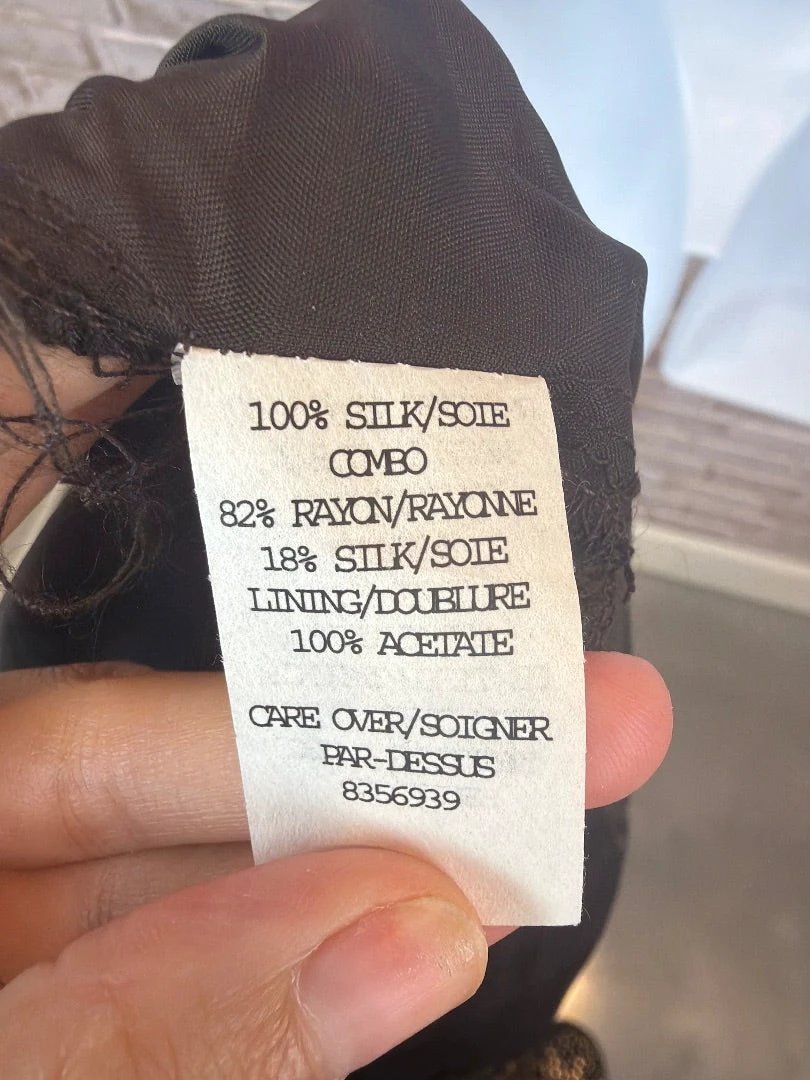 100% SILK/SOIE
COMBO
82% RAYON/RAYONNE
18% SILK/SOIE
LINING/DOUBLURE
100% ACETATE
CARE OVER/SOIGNER
PAR-DESSUS
8356939